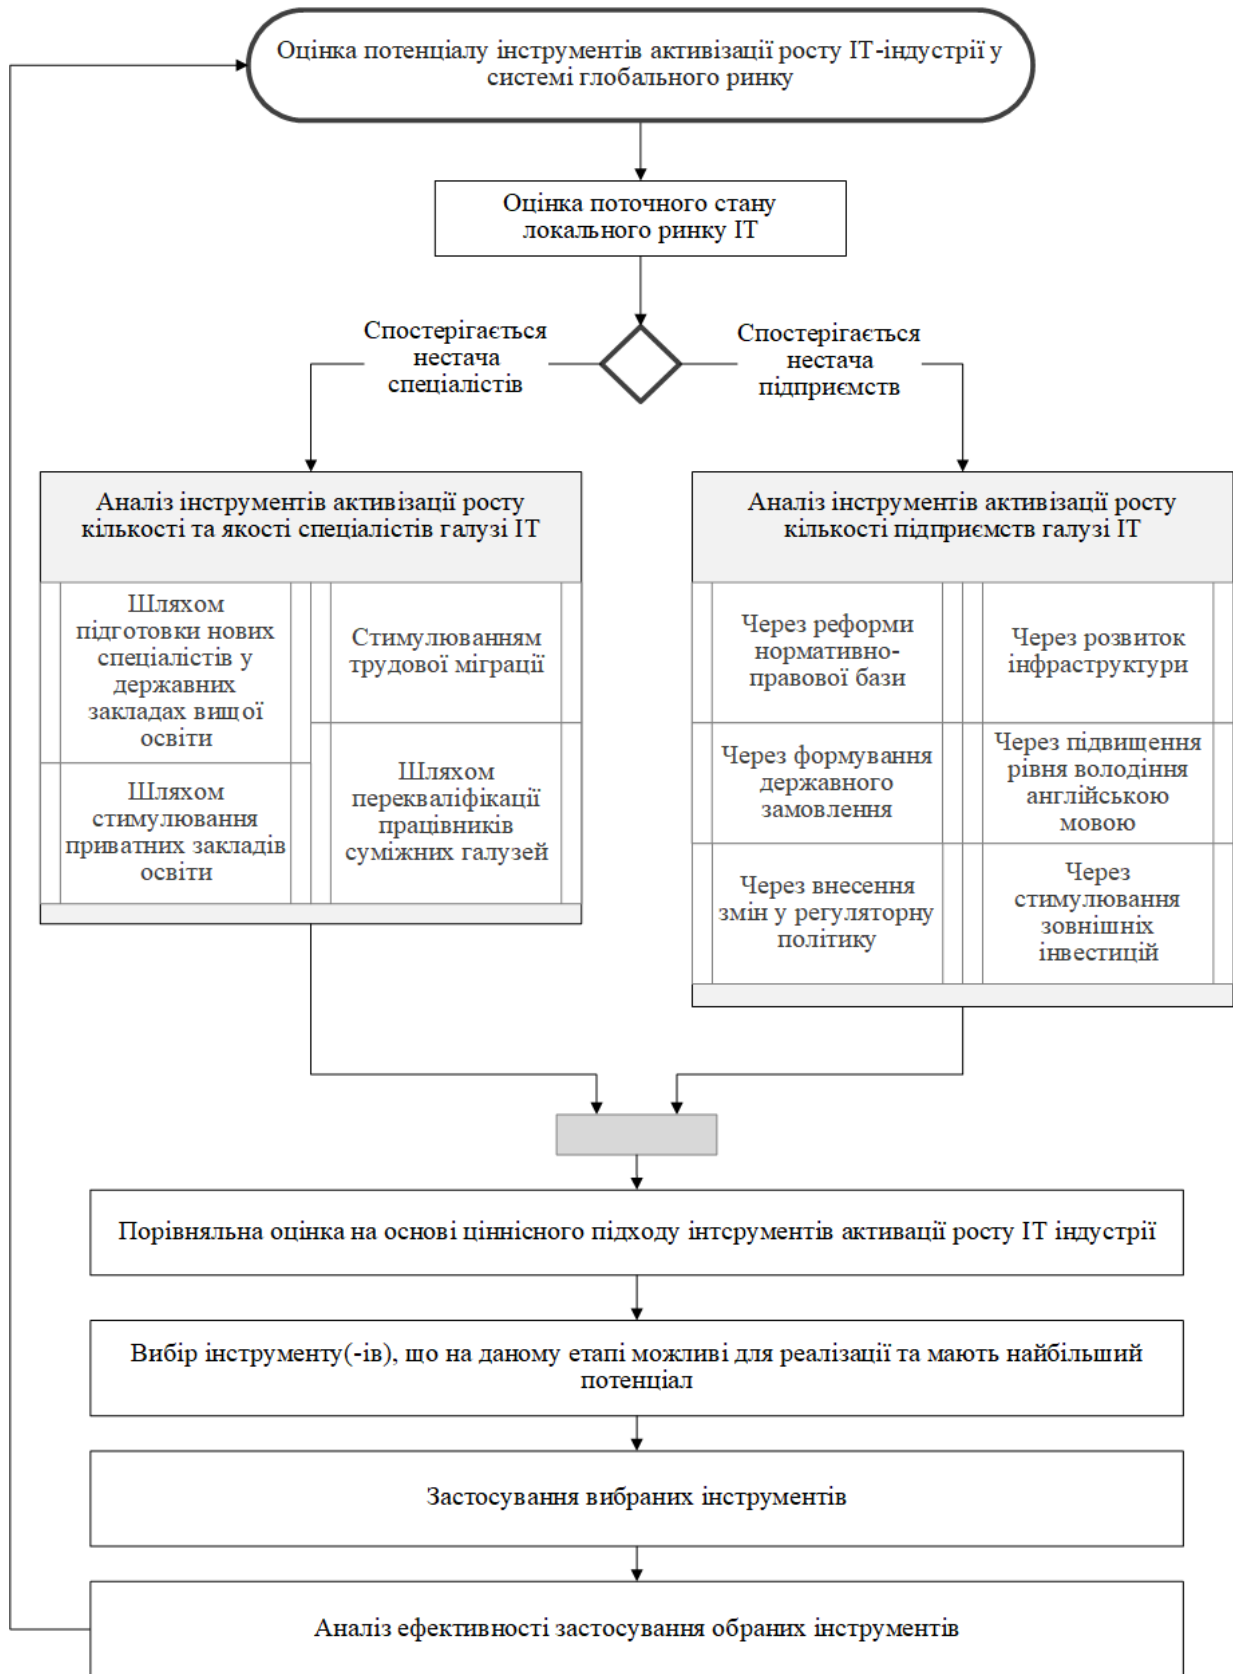 Оцінка потенціалу інструментів активізації росту ІТ-індустрії у
системі глобального ринку
Оцінка поточного стану
локального ринку ІТ
Спостерігається
нестача
спеціалістів
Спостерігається
нестача
підприємств
Аналіз інструментів активізації росту
кількості та якості спеціалістів галузі ІТ
Шляхом
підготовки нових
спеціалістів у
державних
закладах вищої
освіти
Стимулюванням
трудової міграції
Шляхом
стимулювання
приватних закладів
освіти
Шляхом
перекваліфікації
працівників
суміжних галузей
Аналіз інструментів активізації росту
кількості підприємств галузі ІТ
Через реформи
нормативно-
правової бази
Через розвиток
інфраструктури
Через формування
державного
замовлення
Через підвищення
рівня володіння
англійською
мовою
Через внесення
змін у регуляторну
політику
Через
стимулювання
зовнішніх
інвестицій
Порівняльна оцінка на основі ціннісного підходу інтсрументів активації росту ІТ індустрії
Вибір інструменту(-ів), що на даному етапі можливі для реалізації та мають найбільший
потенціал
Застосування вибраних інструментів
Аналіз ефективності застосування обраних інструментів